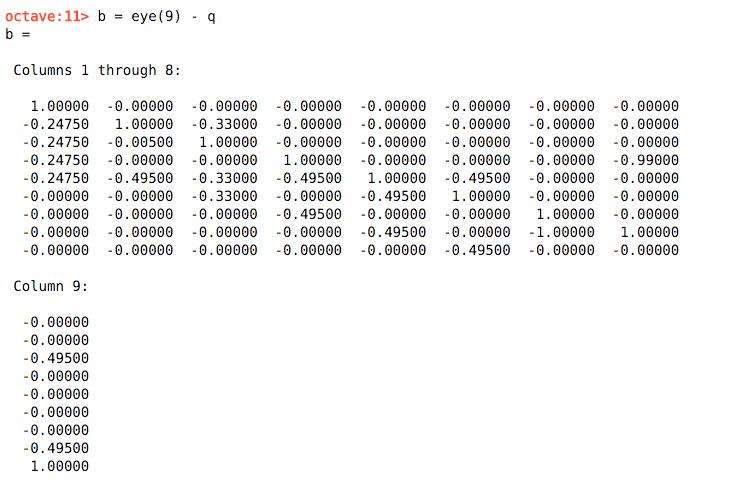 octave:11> b = eye(9) - q
b =
Columns 1 through 8:
1.00000 -0.00000 -0.00000 -0.00000 -0.00000 -0.00000 -0.00000 -0.00000
-0.24750 1.00000 -0.33000 -0.00000 -0.00000 -0.00000 -0.00000 -0.00000
-0.24750 -0.00500 1.00000 -0.00000 -0.00000 -0.00000 -0.00000 -0.00000
-0.24750 -0.00000 -0.00000 1.00000 -0.00000 -0.00000 -0.00000 -0.99000
-0.24750 -0.49500 -0.33000 -0.49500 1.00000 -0.49500 -0.00000 -0.00000
-0.00000 -0.00000 -0.33000 -0.00000 -0.49500 1.00000 -0.00000 -0.00000
-0.00000 -0.00000 -0.00000 -0.49500 -0.00000 -0.00000 1.00000 -0.00000
-0.00000 -0.00000 -0.00000 -0.00000 -0.49500 -0.00000 -1.00000 1.00000
-0.00000 -0.00000 -0.00000 -0.00000 -0.00000 -0.49500 -0.00000 -0.00000
Column 9:
-0.00000
-0.00000
-0.49500
-0.00000
-0.00000
-0.00000
-0.00000
-0.49500
1.00000